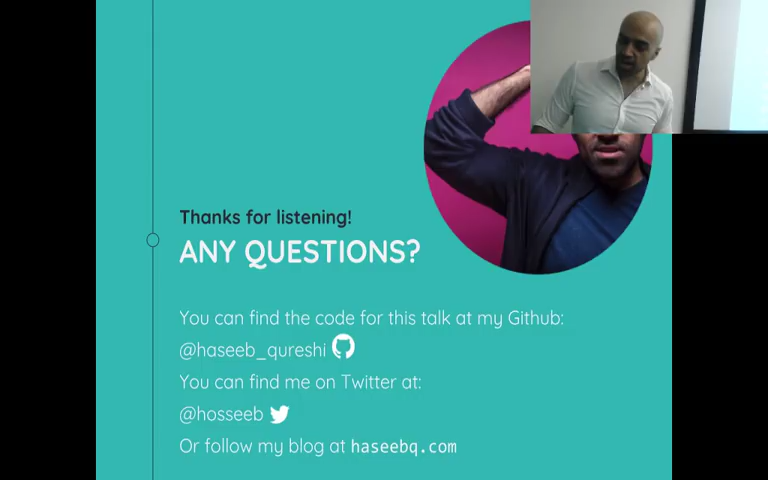 Thanks for listening!
ANY QUESTIONS?
You can find the code for this talk at my Github:
@haseeb_qureshi
You can find me on Twitter at:
@hosseeb
Or follow my blog at haseebq.com